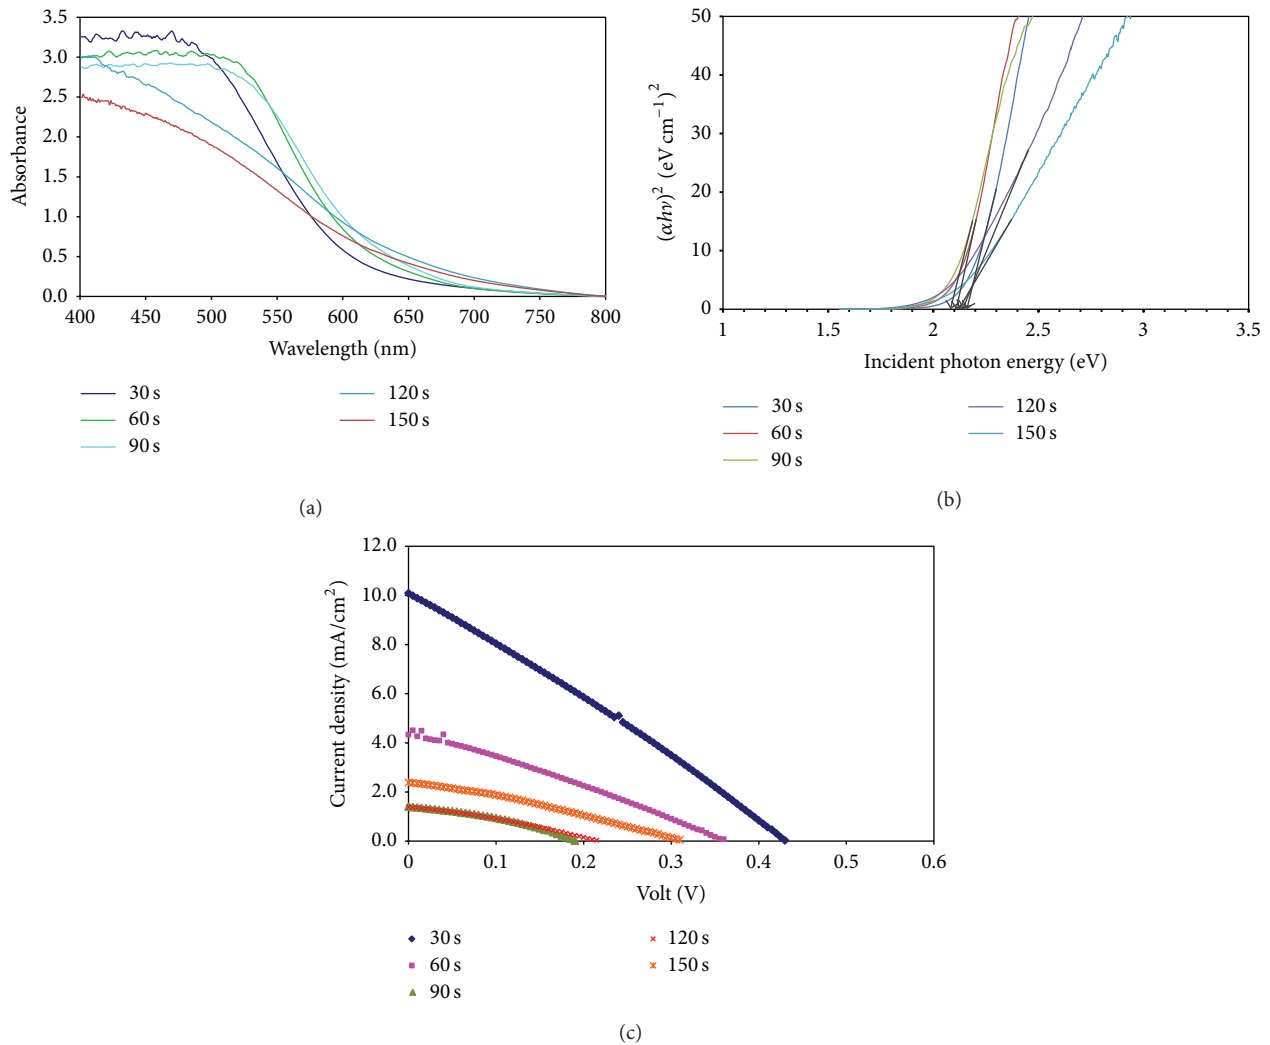 3.5
3.0
2.5
2.0
1.5
1.0
0.5
0.0
Absorbance
400 450 500 550 600 650 700 750 800
Wavelength (nm)
30 s
60 s
90 s
120 s
150 s
(a)
50
40
30
20
10
0
(αhν)² (eV cm⁻¹)²
1 1.5 2 2.5 3 3.5
Incident photon energy (eV)
30 s
60 s
90 s
120 s
150 s
(b)
12.0
10.0
8.0
6.0
4.0
2.0
0.0
Current density (mA/cm²)
0 0.1 0.2 0.3 0.4 0.5 0.6
Volt (V)
30 s
60 s
90 s
120 s
150 s
(c)